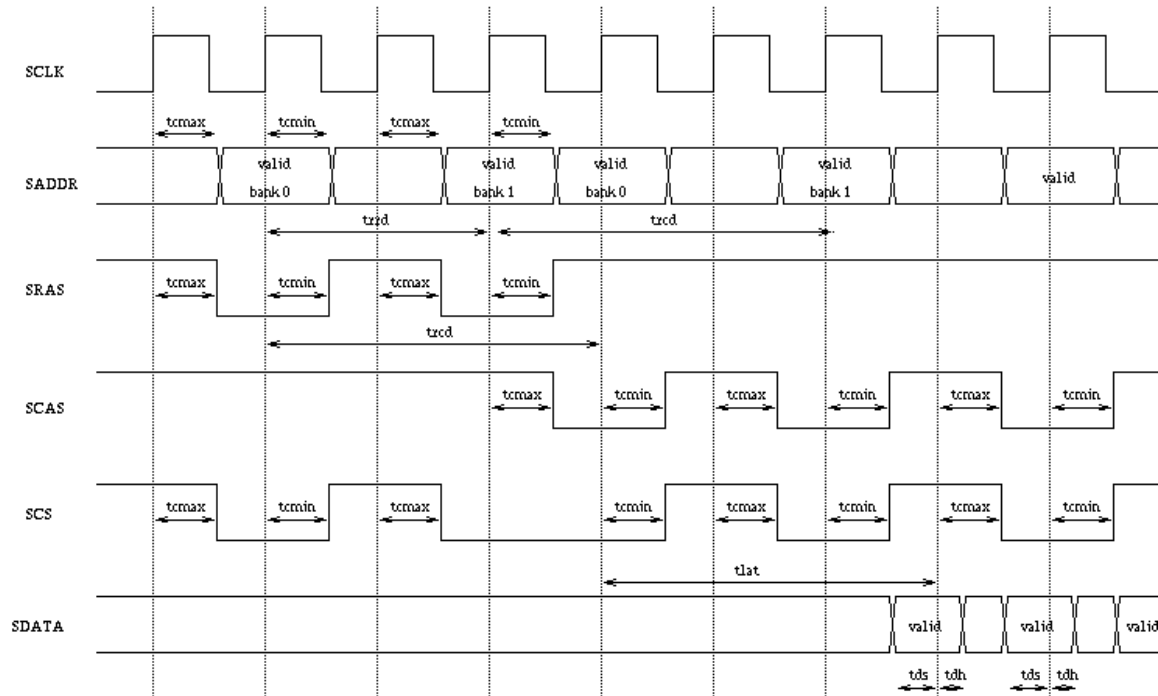 SCLK
tcmax tcmin tcmax tcmin
valid valid valid valid
SADDR valid
bank 0 bank 1 bank 0 bank 1
trrd trcd
SRAS tcmax tcmin tcmax tcmin
trcd
SCAS tcmax tcmin tcmax tcmin tcmax tcmin
SCS tcmax tcmin tcmax tcmin tcmax tcmin tcmax tcmin
tlat
SDATA valid valid valid
tds tdh tds tdh